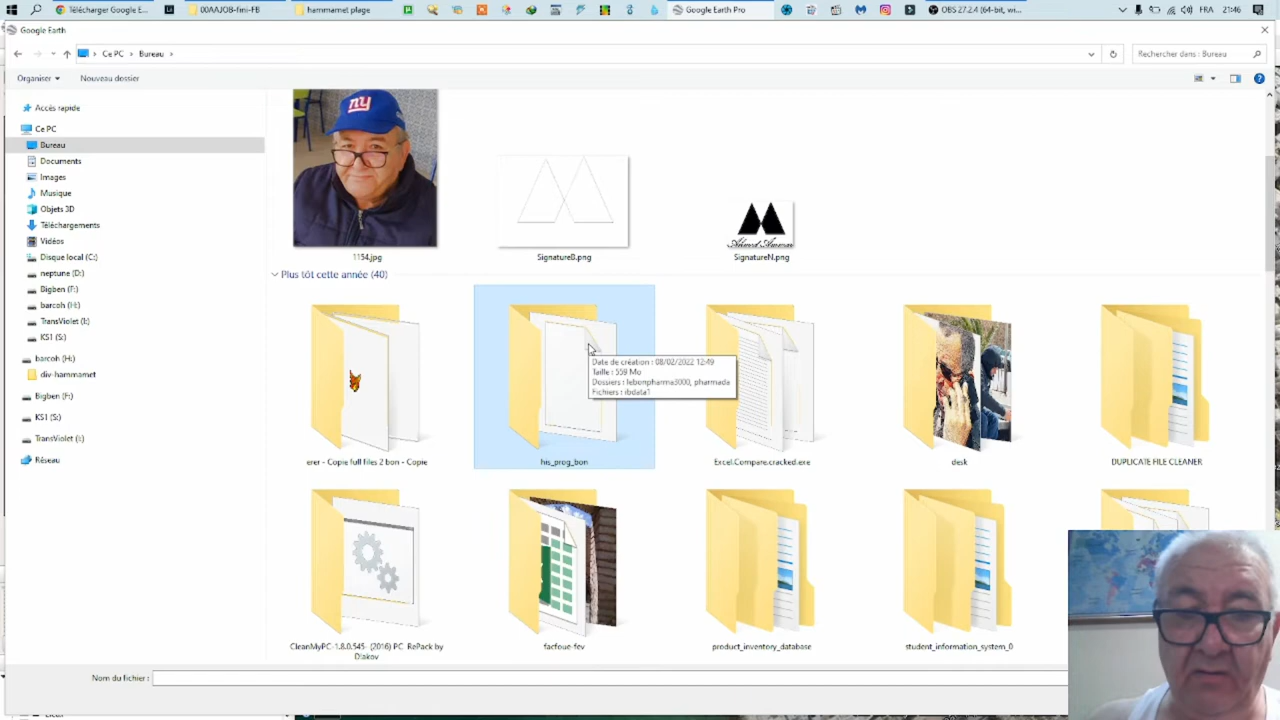 Télécharger Google E...
00AAJOB-fini-FB
hammamet plage
Google Earth Pro
OBS 27.2.4 (64-bit, wi...
FRA
21:46
Google Earth
Ce PC
Bureau
Rechercher dans : Bureau
Organiser
Nouveau dossier
Accès rapide
Ce PC
Bureau
Documents
Images
Musique
Objets 3D
Téléchargements
Vidéos
Disque local (C:)
neptune (D:)
Bigben (F:)
barcoh (H:)
TransViolet (I:)
KS1 (S:)
barcoh (H:)
div-hammamet
Bigben (F:)
KS1 (S:)
TransViolet (I:)
Réseau
ny
Ahmed Ammar
1154.jpg
SignatureB.png
SignatureN.png
Plus tôt cette année (40)
Date de création : 08/02/2022 12:49
Taille : 559 Mo
Dossiers : lebonpharma3000, pharmada
Fichiers : ibdata1
erer - Copie full files 2 bon - Copie
his_prog_bon
Excel.Compare.cracked.exe
desk
DUPLICATE FILE CLEANER
CleanMyPC-1.8.0.545- (2016) PC RePack by
D!akov
facfoue-fev
product_inventory_database
student_information_system_0
Nom du fichier :